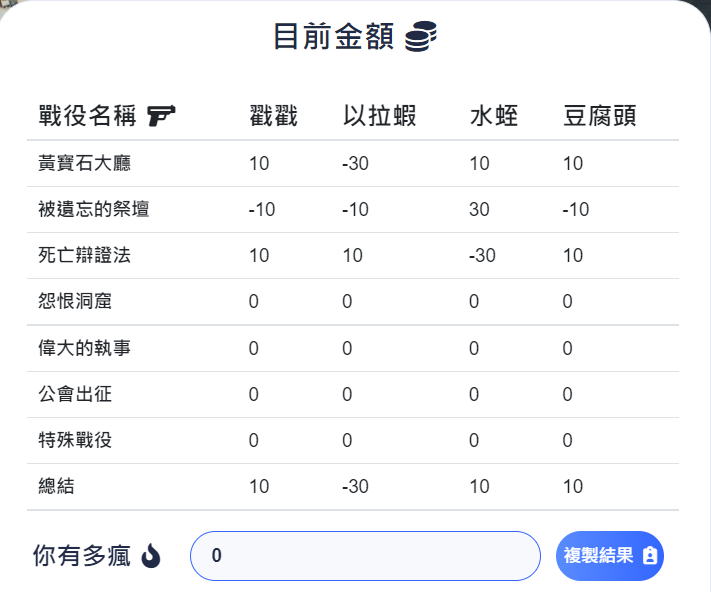 目前金額
戰役名稱 戳戳 以拉蝦 水蛭 豆腐頭
黃寶石大廳 10 -30 10 10
被遺忘的祭壇 -10 -10 30 -10
死亡辯證法 10 10 -30 10
怨恨洞窟 0 0 0 0
偉大的執事 0 0 0 0
公會出征 0 0 0 0
特殊戰役 0 0 0 0
總結 10 -30 10 10
你有多瘋 0 複製結果